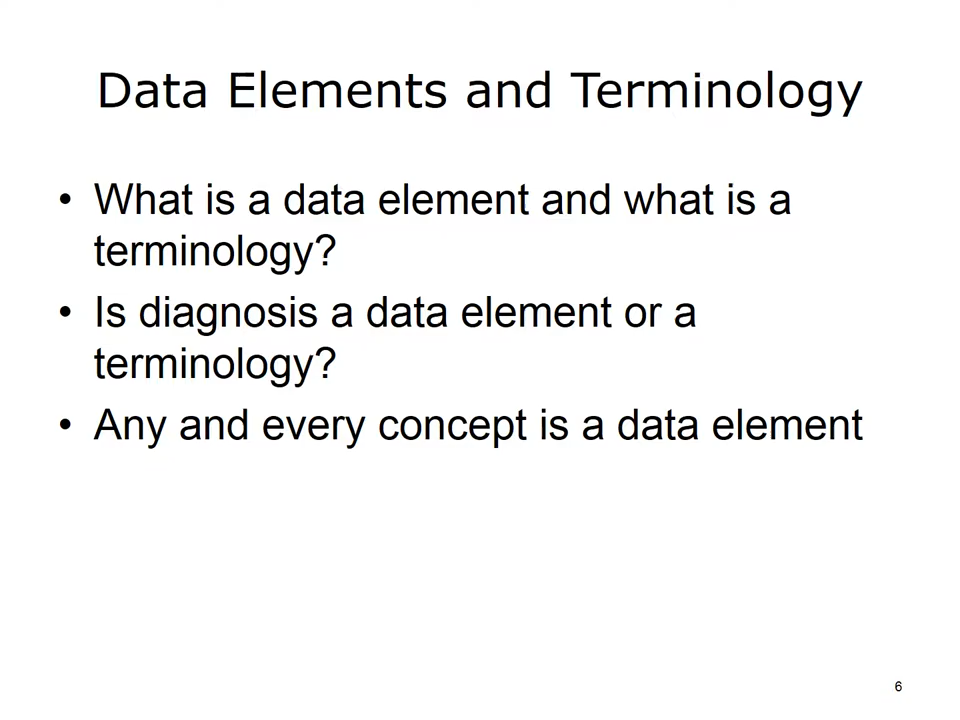 Data Elements and Terminology
• What is a data element and what is a
terminology?
• Is diagnosis a data element or a
terminology?
• Any and every concept is a data element
6